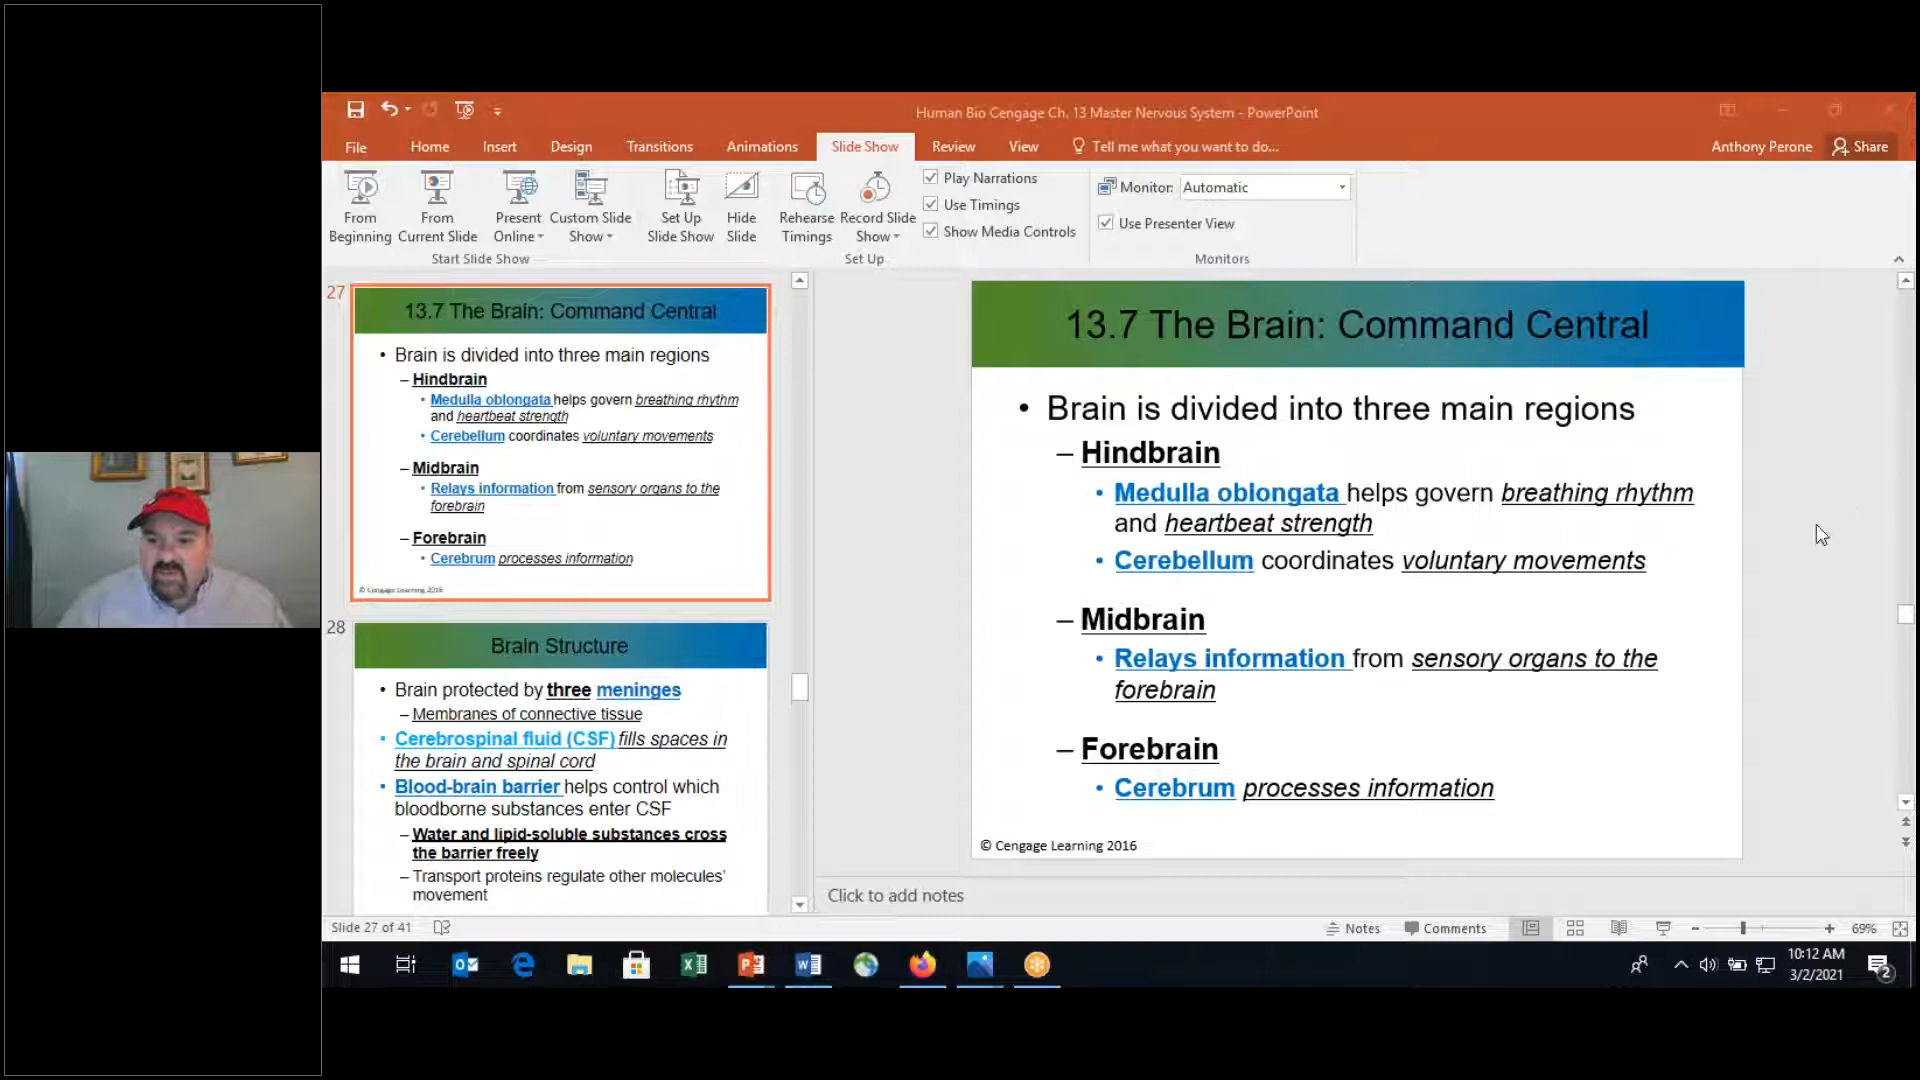 Human Bio Cengage Ch. 13 Master Nervous System - PowerPoint
File Home Insert Design Transitions Animations Slide Show Review View Tell me what you want to do... Anthony Perone Share
From Beginning
From Current Slide
Present Online
Custom Slide Show
Set Up Slide Show
Hide Slide
Rehearse Timings
Record Slide Show
Play Narrations
Use Timings
Show Media Controls
Monitor: Automatic
Use Presenter View
Start Slide Show
Set Up
Monitors
27
13.7 The Brain: Command Central
• Brain is divided into three main regions
– Hindbrain
• Medulla oblongata helps govern breathing rhythm
and heartbeat strength
• Cerebellum coordinates voluntary movements
– Midbrain
• Relays information from sensory organs to the
forebrain
– Forebrain
• Cerebrum processes information
© Cengage Learning 2016
28
Brain Structure
• Brain protected by three meninges
– Membranes of connective tissue
• Cerebrospinal fluid (CSF) fills spaces in
the brain and spinal cord
• Blood-brain barrier helps control which
bloodborne substances enter CSF
– Water and lipid-soluble substances cross
the barrier freely
– Transport proteins regulate other molecules’
movement
13.7 The Brain: Command Central
• Brain is divided into three main regions
– Hindbrain
• Medulla oblongata helps govern breathing rhythm
and heartbeat strength
• Cerebellum coordinates voluntary movements
– Midbrain
• Relays information from sensory organs to the
forebrain
– Forebrain
• Cerebrum processes information
© Cengage Learning 2016
Click to add notes
Slide 27 of 41
Notes Comments 69%
10:12 AM
3/2/2021
2